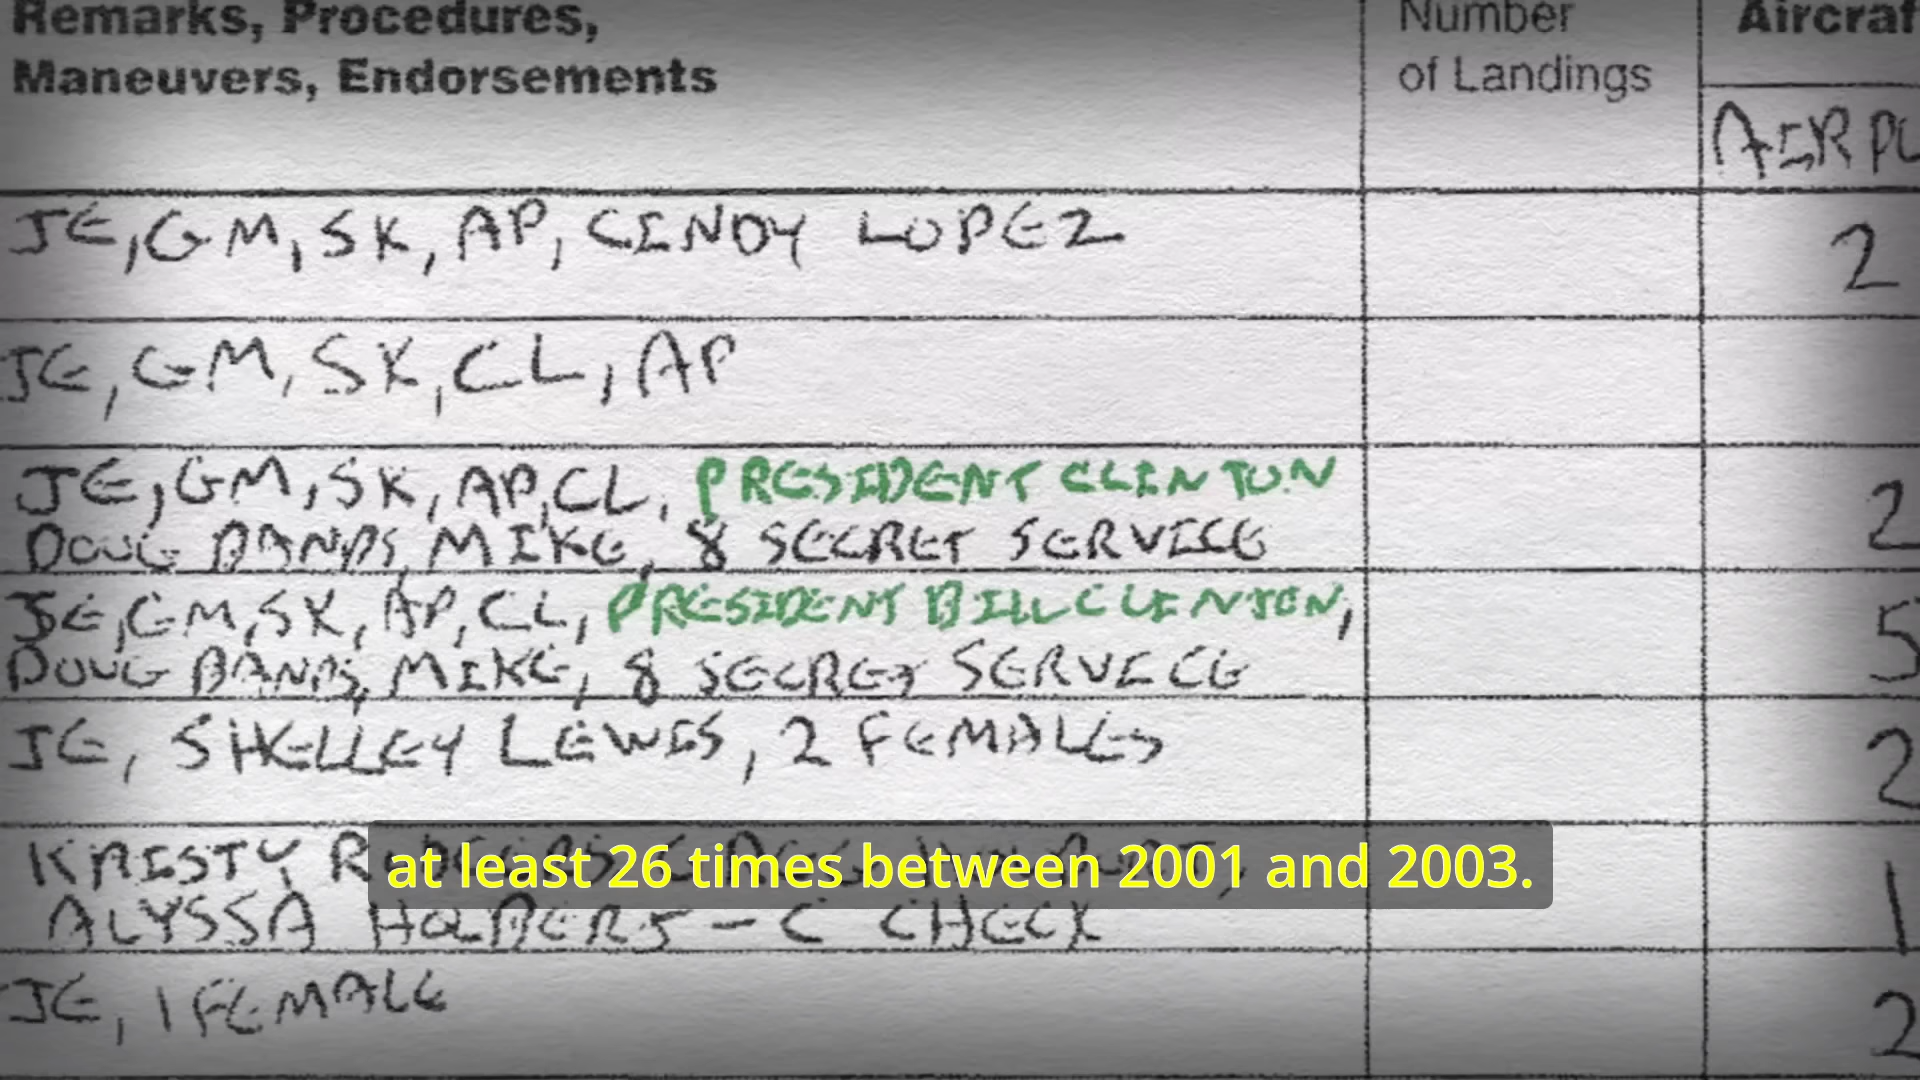 Remarks, Procedures,
Maneuvers, Endorsements
Number
of Landings
Aircraf
AIRPL
JE, GM, SK, AP, CINDY LOPEZ
2
JE, GM, SK, CL, AP
JE, GM, SK, AP, CL, PRESIDENT CLINTON
DOUG BANDS, MIKE, 8 SECRET SERVICE
2
JE, GM, SK, AP, CL, PRESIDENT BILL CLINTON,
DOUG BANDS, MIKE, 8 SECRET SERVICE
5
JE, SHELLEY LEWIS, 2 FEMALES
2
KRISTY
1
at least 26 times between 2001 and 2003.
ALYSSA HOLDERS - C CHECK
JE, 1 FEMALE
2